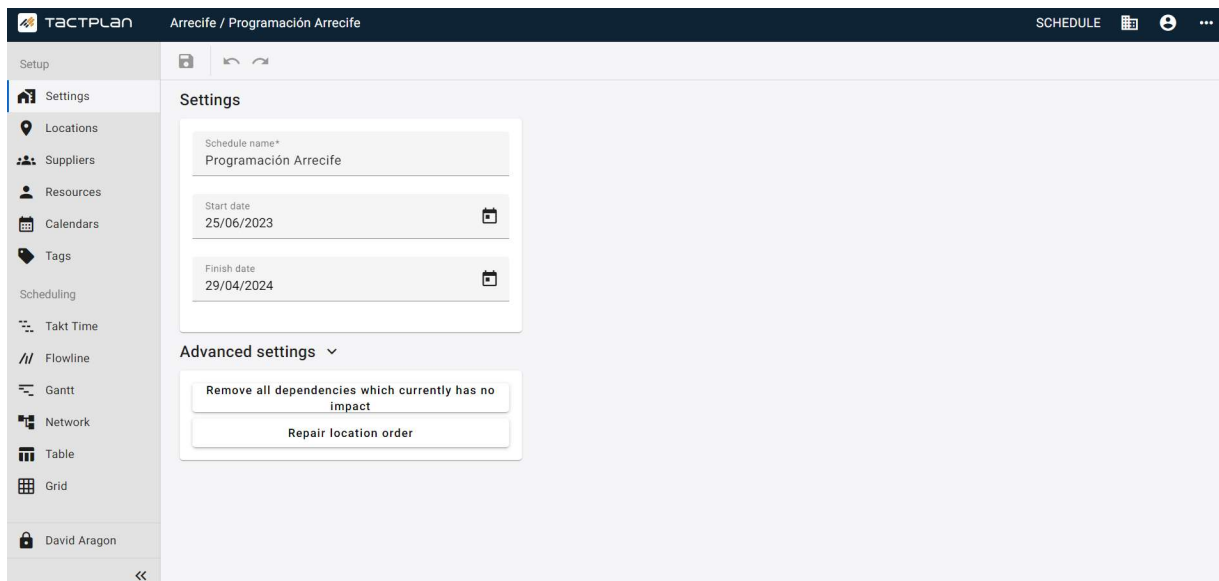 TACTPLAN
Arrecife / Programación Arrecife
SCHEDULE
Setup
Settings
Locations
Suppliers
Resources
Calendars
Tags
Scheduling
Takt Time
Flowline
Gantt
Network
Table
Grid
David Aragon
Settings
Schedule name*
Programación Arrecife
Start date
25/06/2023
Finish date
29/04/2024
Advanced settings
Remove all dependencies which currently has no
impact
Repair location order